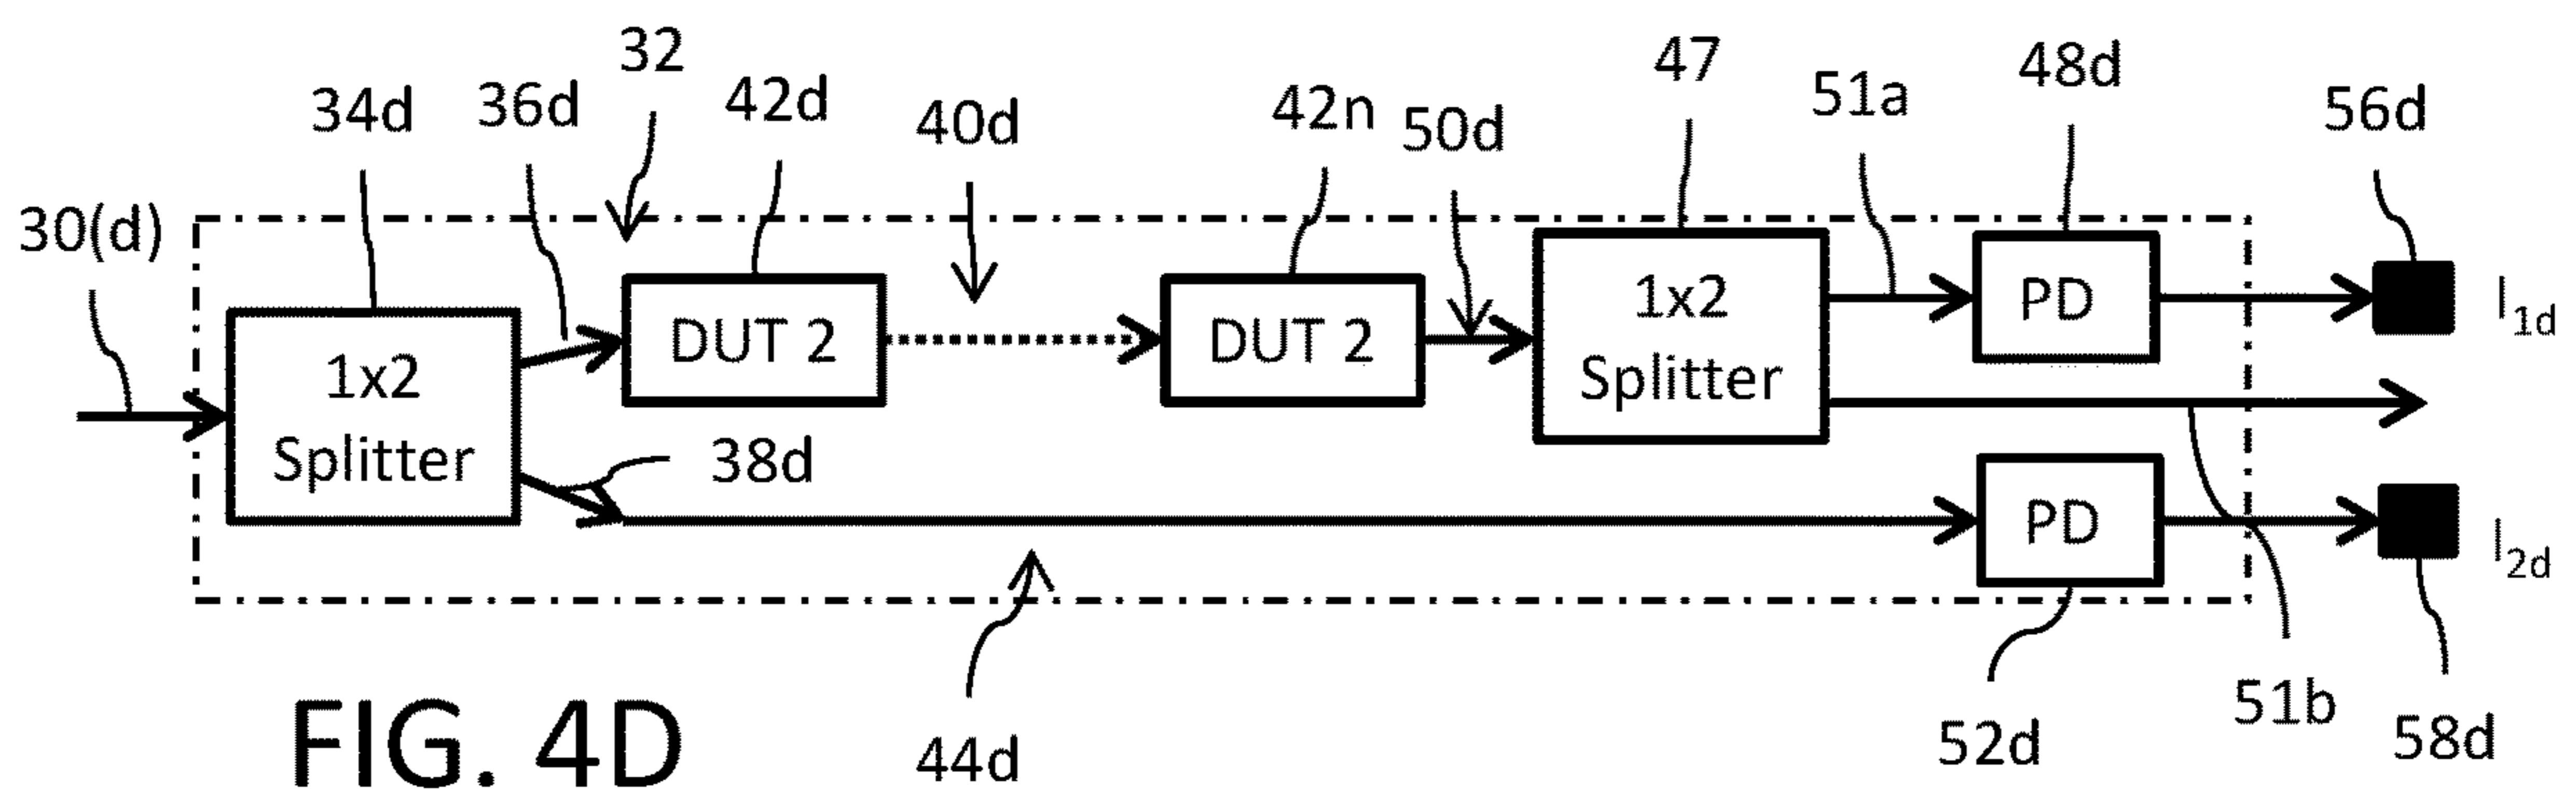 32
47
48d
34d
36d
42d
40d
42n
50d
51a
56d
30(d)
1x2
Splitter
DUT 2
DUT 2
1x2
Splitter
PD
I1d
38d
PD
I2d
FIG. 4D
44d
52d
51b
58d